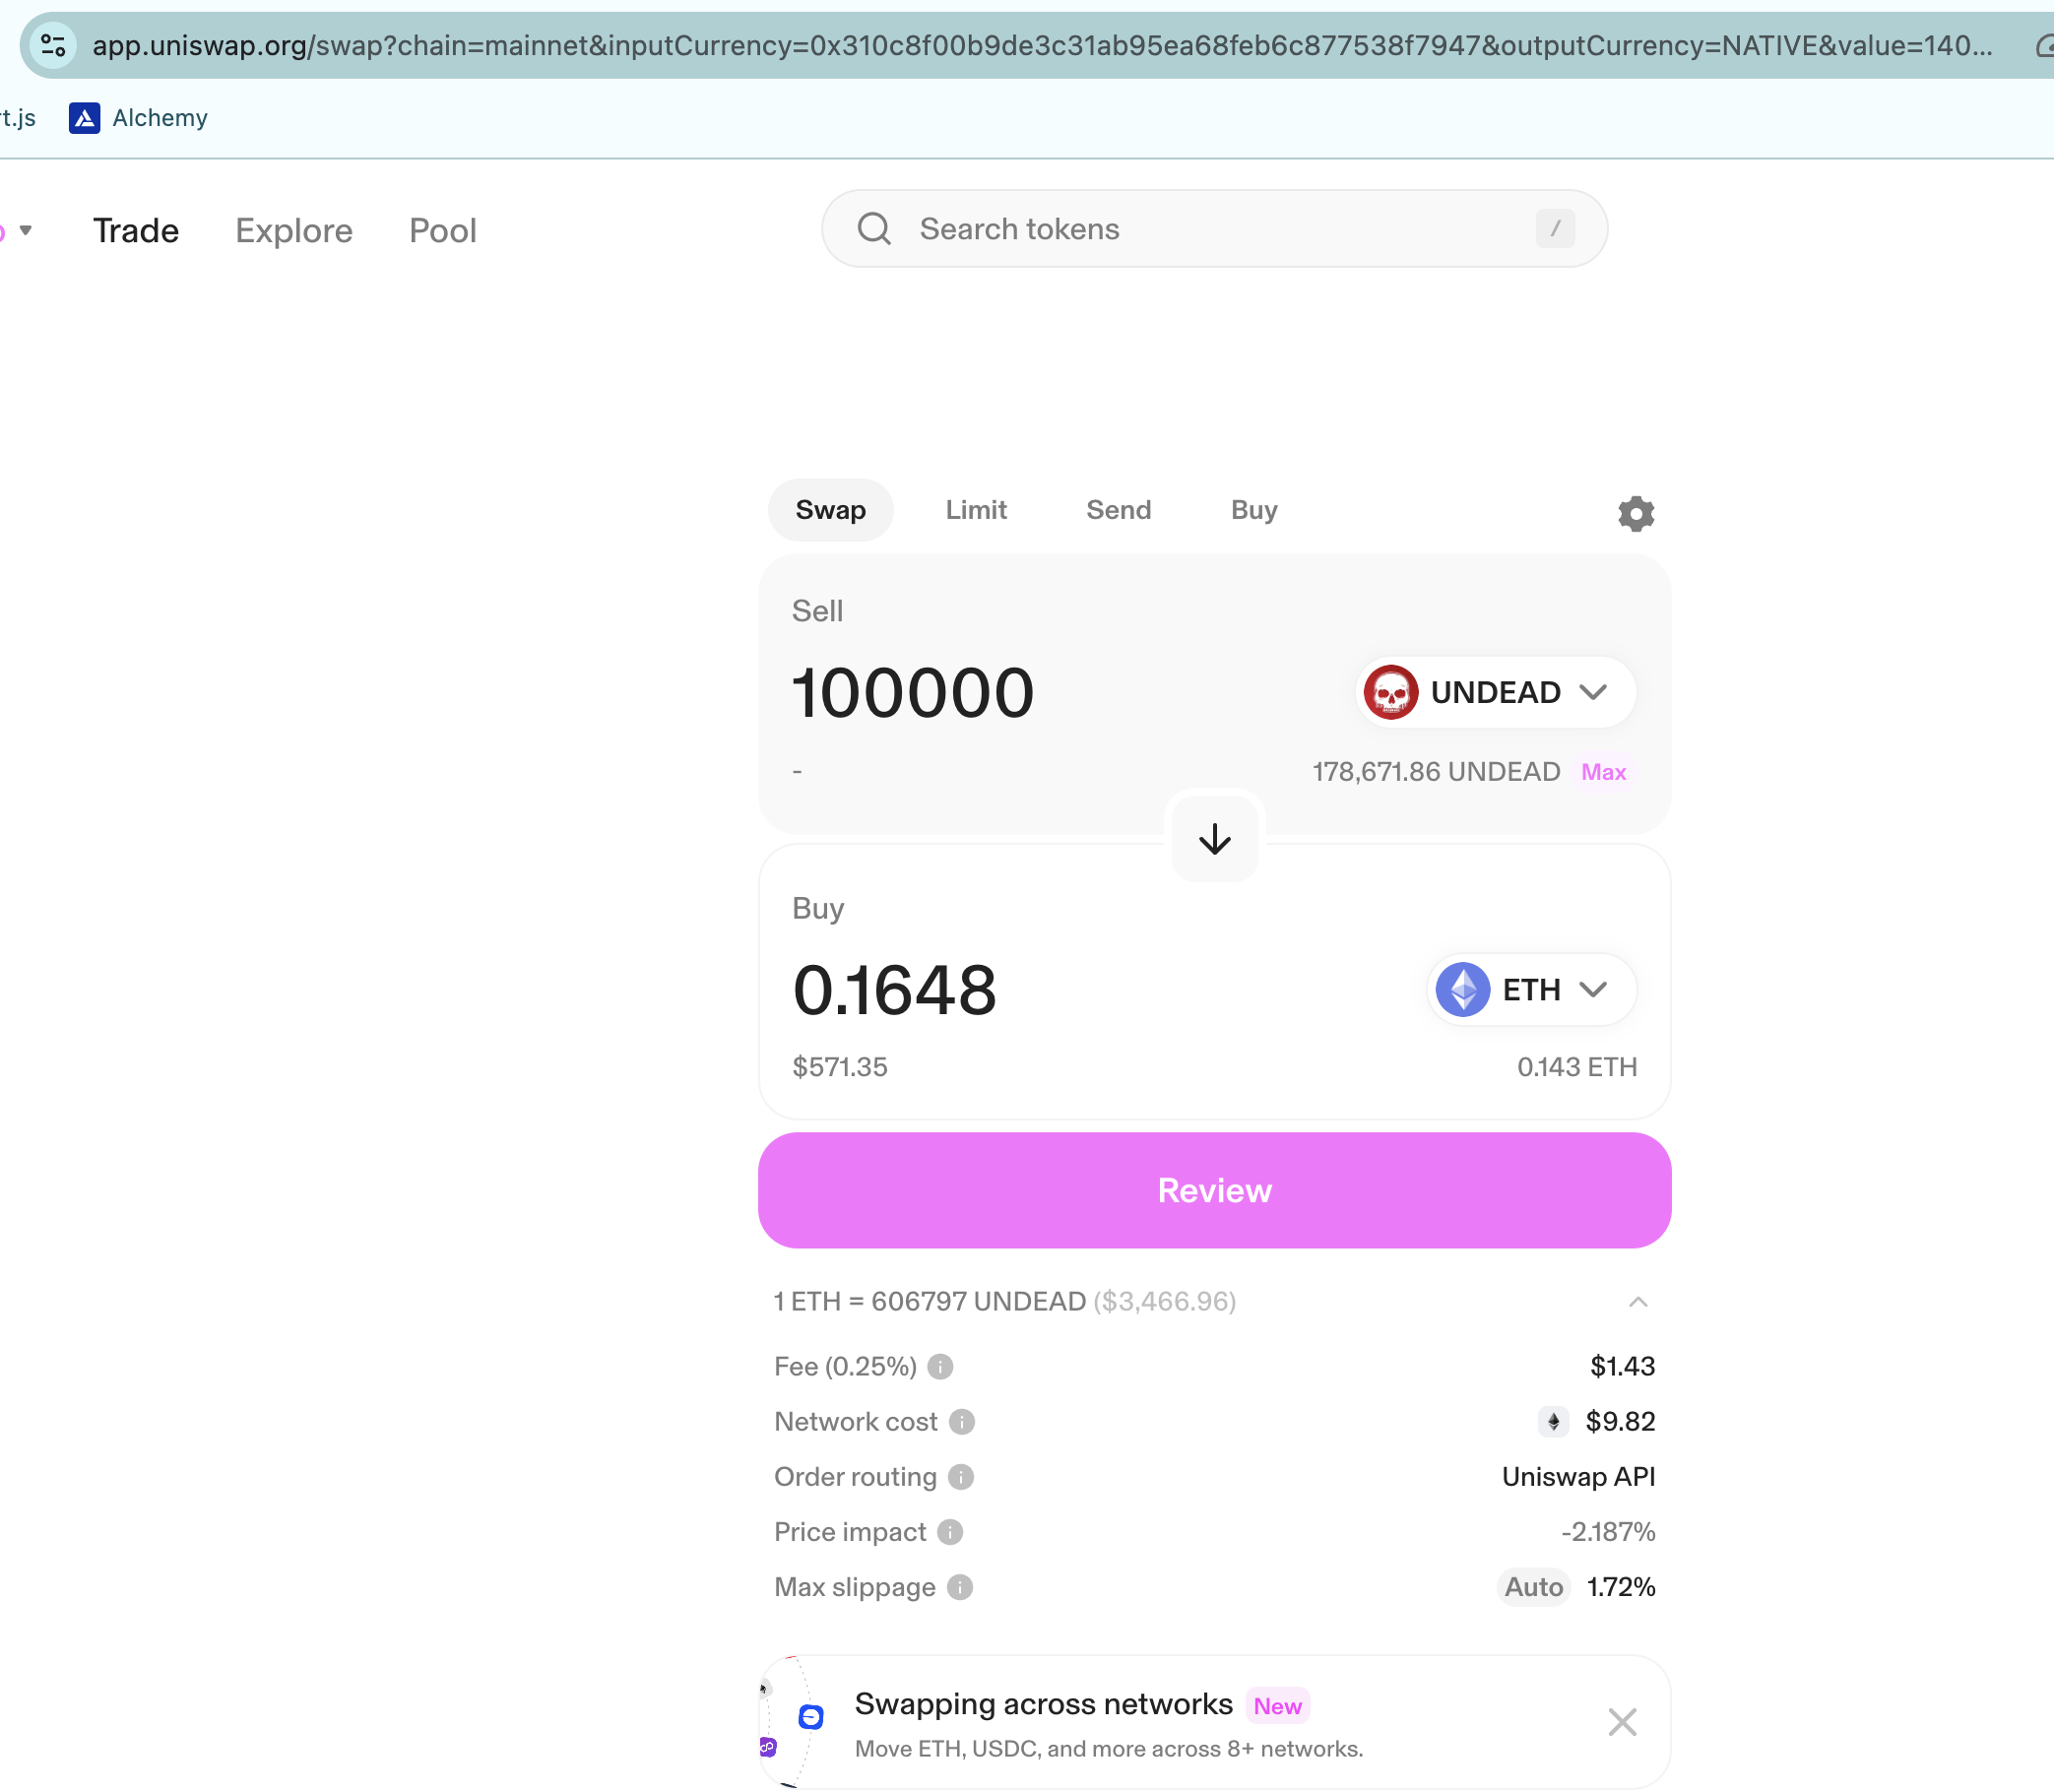 app.uniswap.org/swap?chain=mainnet&inputCurrency=0x310c8f00b9de3c31ab95ea68feb6c877538f7947&outputCurrency=NATIVE&value=140...
t.js Alchemy
Trade Explore Pool
Search tokens /
Swap Limit Send Buy
Sell
100000 UNDEAD
- 178,671.86 UNDEAD Max
Buy
0.1648 ETH
$571.35 0.143 ETH
Review
1 ETH = 606797 UNDEAD ($3,466.96)
Fee (0.25%) $1.43
Network cost $9.82
Order routing Uniswap API
Price impact -2.187%
Max slippage Auto 1.72%
Swapping across networks New
Move ETH, USDC, and more across 8+ networks.